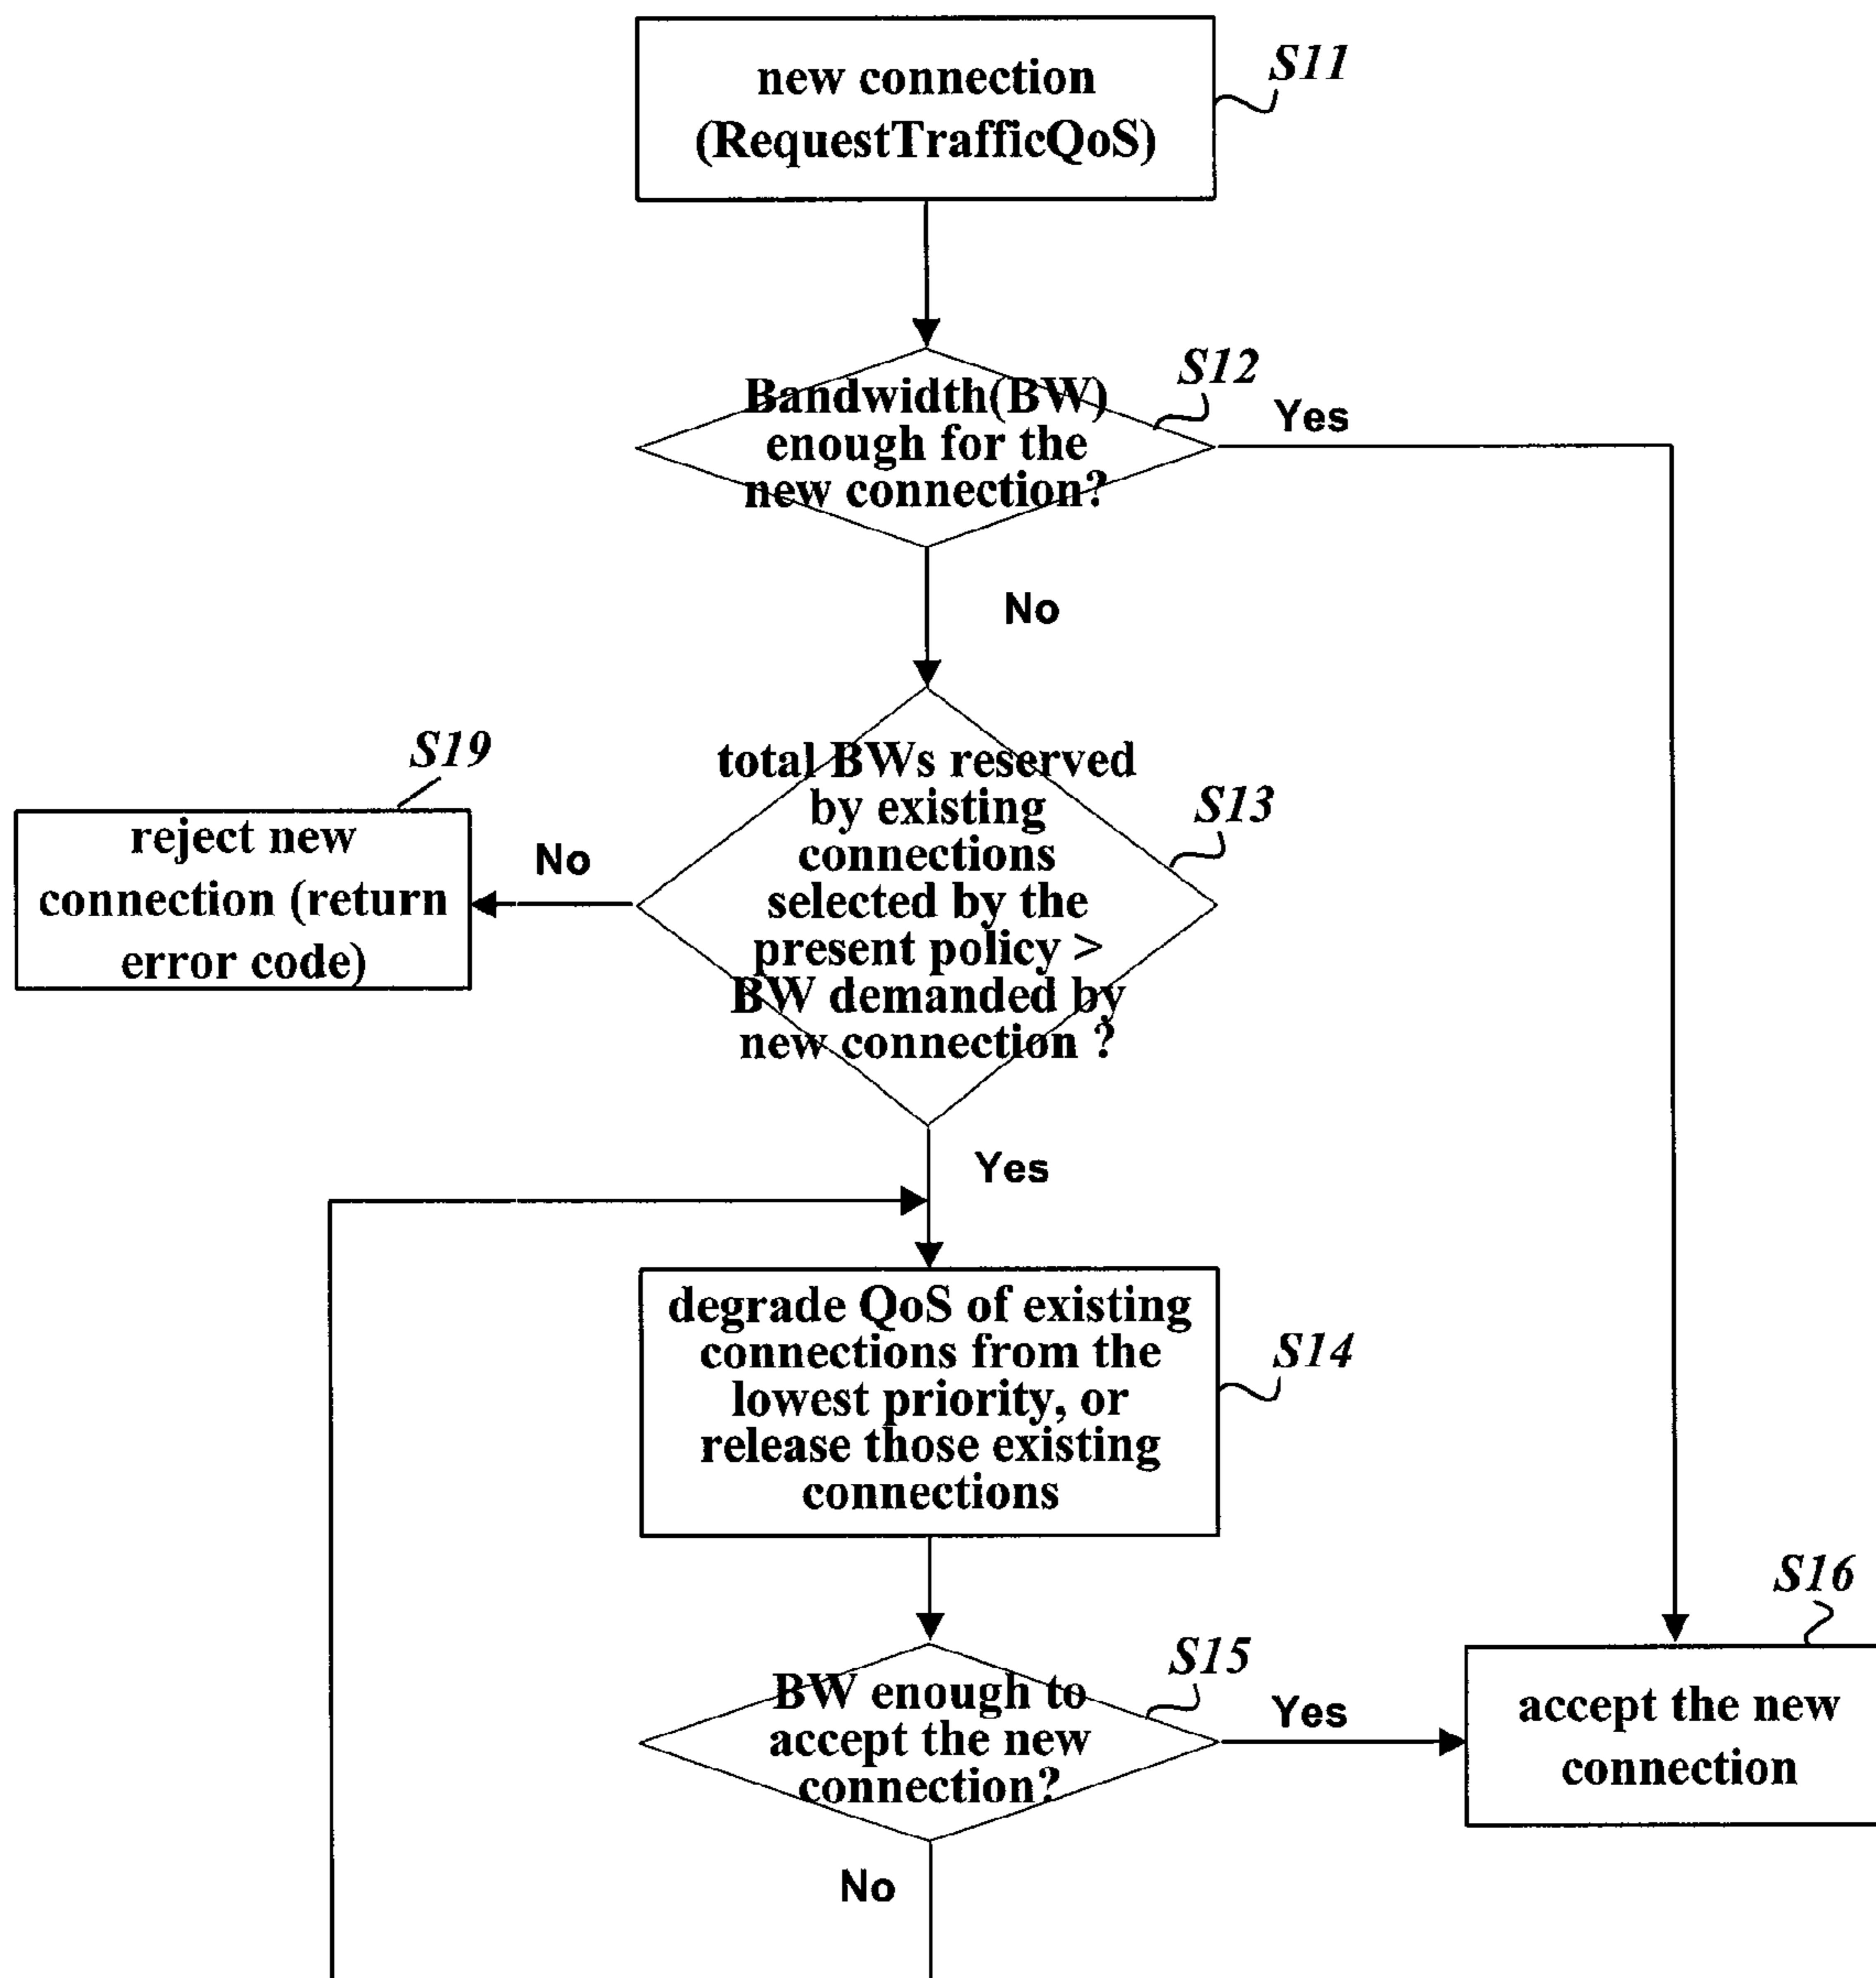 new connection
(RequestTrafficQoS)
S11
Bandwidth(BW)
enough for the
new connection?
S12
Yes
No
total BWs reserved
by existing
connections
selected by the
present policy >
BW demanded by
new connection ?
S13
No
S19
reject new
connection (return
error code)
Yes
degrade QoS of existing
connections from the
lowest priority, or
release those existing
connections
S14
BW enough to
accept the new
connection?
S15
Yes
S16
accept the new
connection
No